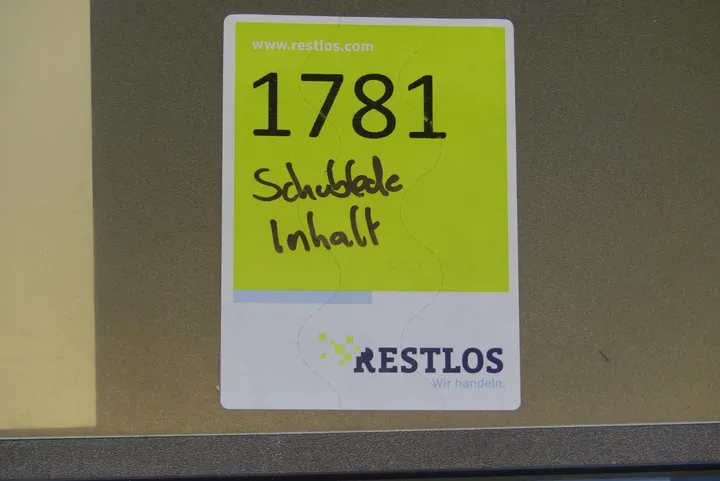 www.restlos.com
1781
Schublade
Inhalt
RESTLOS
Wir handeln.